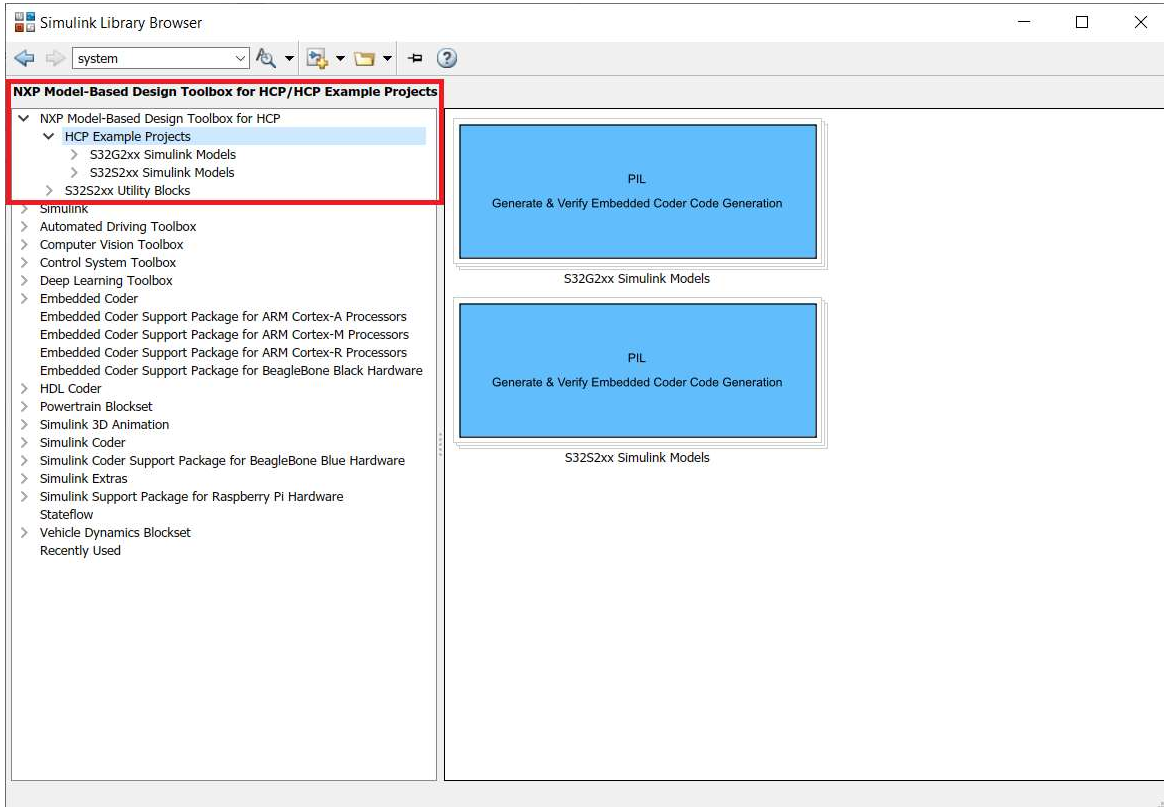 Simulink Library Browser
system
NXP Model-Based Design Toolbox for HCP/HCP Example Projects
NXP Model-Based Design Toolbox for HCP
HCP Example Projects
S32G2xx Simulink Models
S32S2xx Simulink Models
S32S2xx Utility Blocks
Simulink
Automated Driving Toolbox
Computer Vision Toolbox
Control System Toolbox
Deep Learning Toolbox
Embedded Coder
Embedded Coder Support Package for ARM Cortex-A Processors
Embedded Coder Support Package for ARM Cortex-M Processors
Embedded Coder Support Package for ARM Cortex-R Processors
Embedded Coder Support Package for BeagleBone Black Hardware
HDL Coder
Powertrain Blockset
Simulink 3D Animation
Simulink Coder
Simulink Coder Support Package for BeagleBone Blue Hardware
Simulink Extras
Simulink Support Package for Raspberry Pi Hardware
Stateflow
Vehicle Dynamics Blockset
Recently Used
PIL
Generate & Verify Embedded Coder Code Generation
S32G2xx Simulink Models
PIL
Generate & Verify Embedded Coder Code Generation
S32S2xx Simulink Models